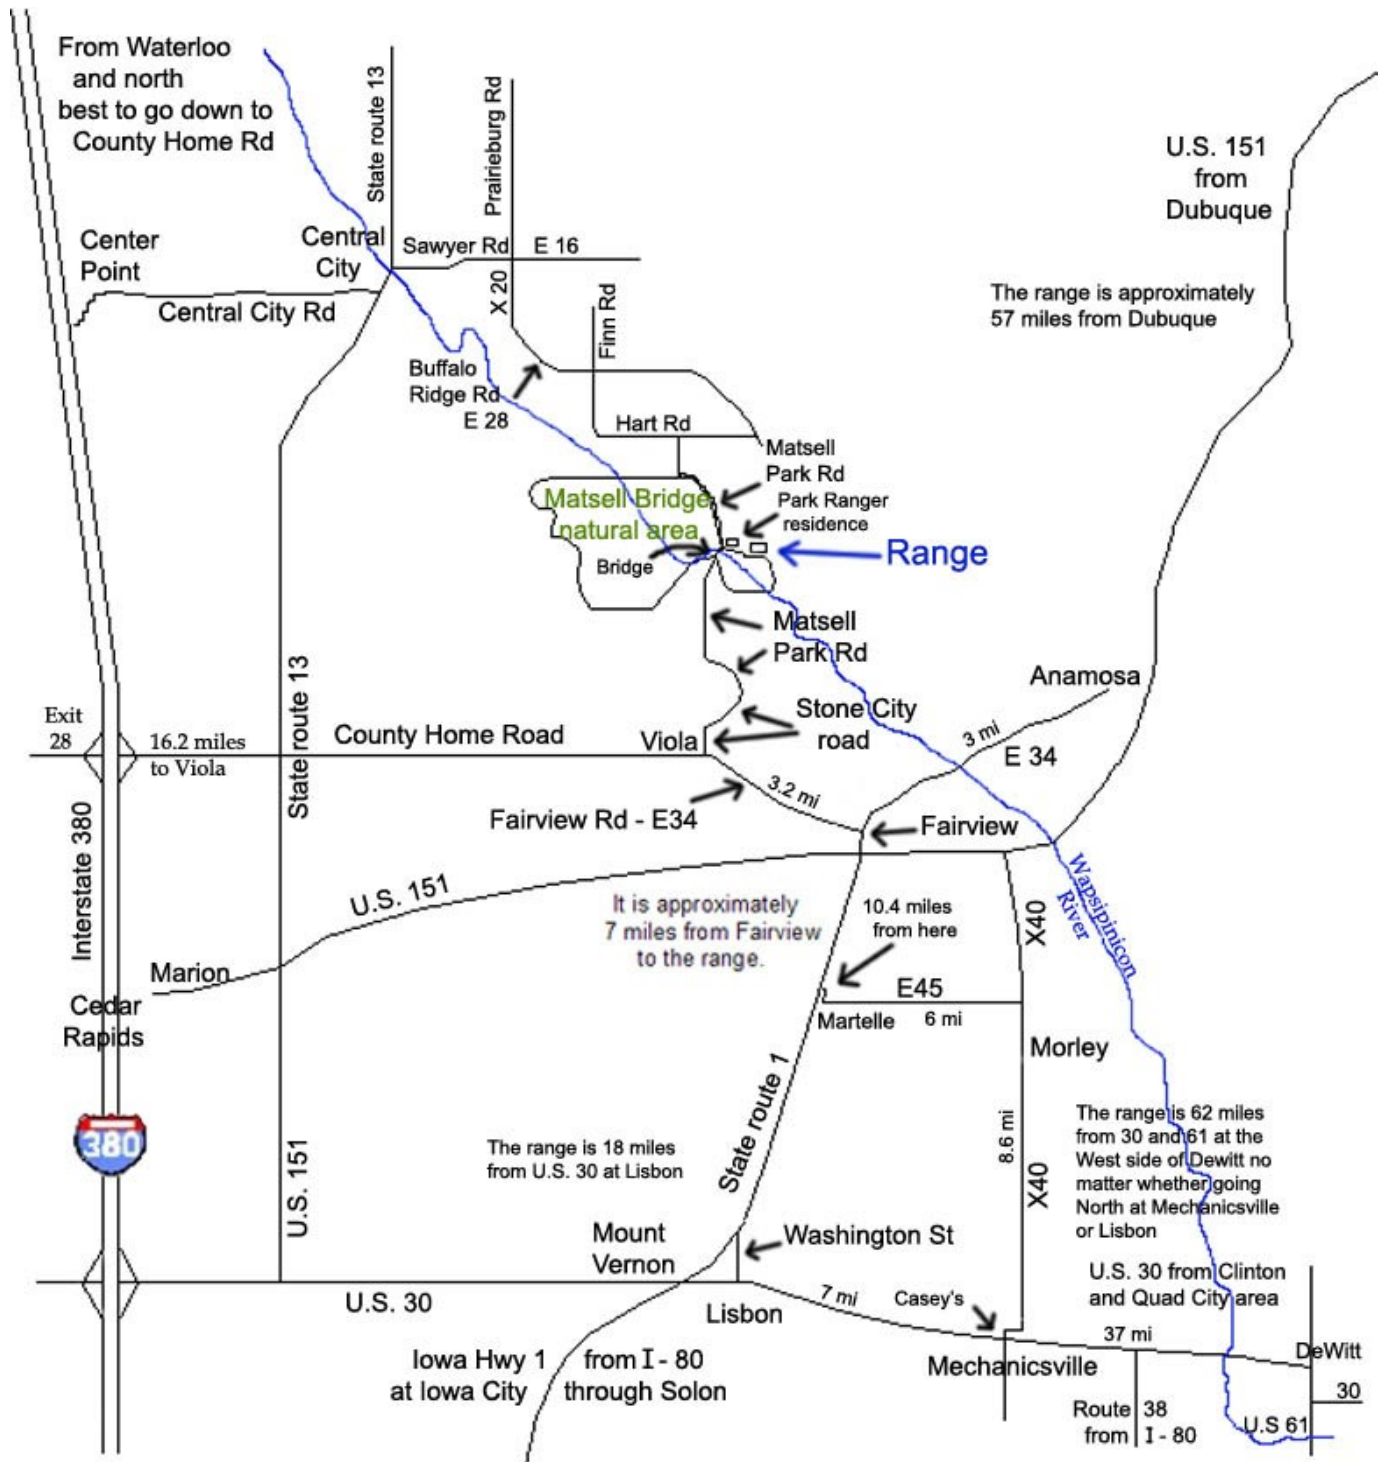 From Waterloo
and north
best to go down to
County Home Rd
State route 13
Prairieburg Rd
U.S. 151
from
Dubuque
Center
Point
Central
City
Sawyer Rd
E 16
X 20
Finn Rd
Central City Rd
The range is approximately
57 miles from Dubuque
Buffalo
Ridge Rd
E 28
Hart Rd
Matsell
Park Rd
Matsell Bridge
natural area
Park Ranger
residence
Bridge
Range
Matsell
Park Rd
Anamosa
State route 13
Exit
28
16.2 miles
to Viola
County Home Road
Viola
Stone City
road
3 mi
E 34
3.2 mi
Fairview Rd - E34
Fairview
Interstate 380
U.S. 151
Wapsipinicon
River
It is approximately
7 miles from Fairview
to the range.
10.4 miles
from here
X40
Marion
Cedar
Rapids
E45
Martelle
6 mi
Morley
State route 1
380
The range is 18 miles
from U.S. 30 at Lisbon
8.6 mi
X40
The range is 62 miles
from 30 and 61 at the
West side of Dewitt no
matter whether going
North at Mechanicsville
or Lisbon
U.S. 151
Mount
Vernon
Washington St
U.S. 30 from Clinton
and Quad City area
U.S. 30
Lisbon
7 mi
Casey's
37 mi
DeWitt
Mechanicsville
Iowa Hwy 1
at Iowa City
from I - 80
through Solon
30
Route 38
from I - 80
U.S 61